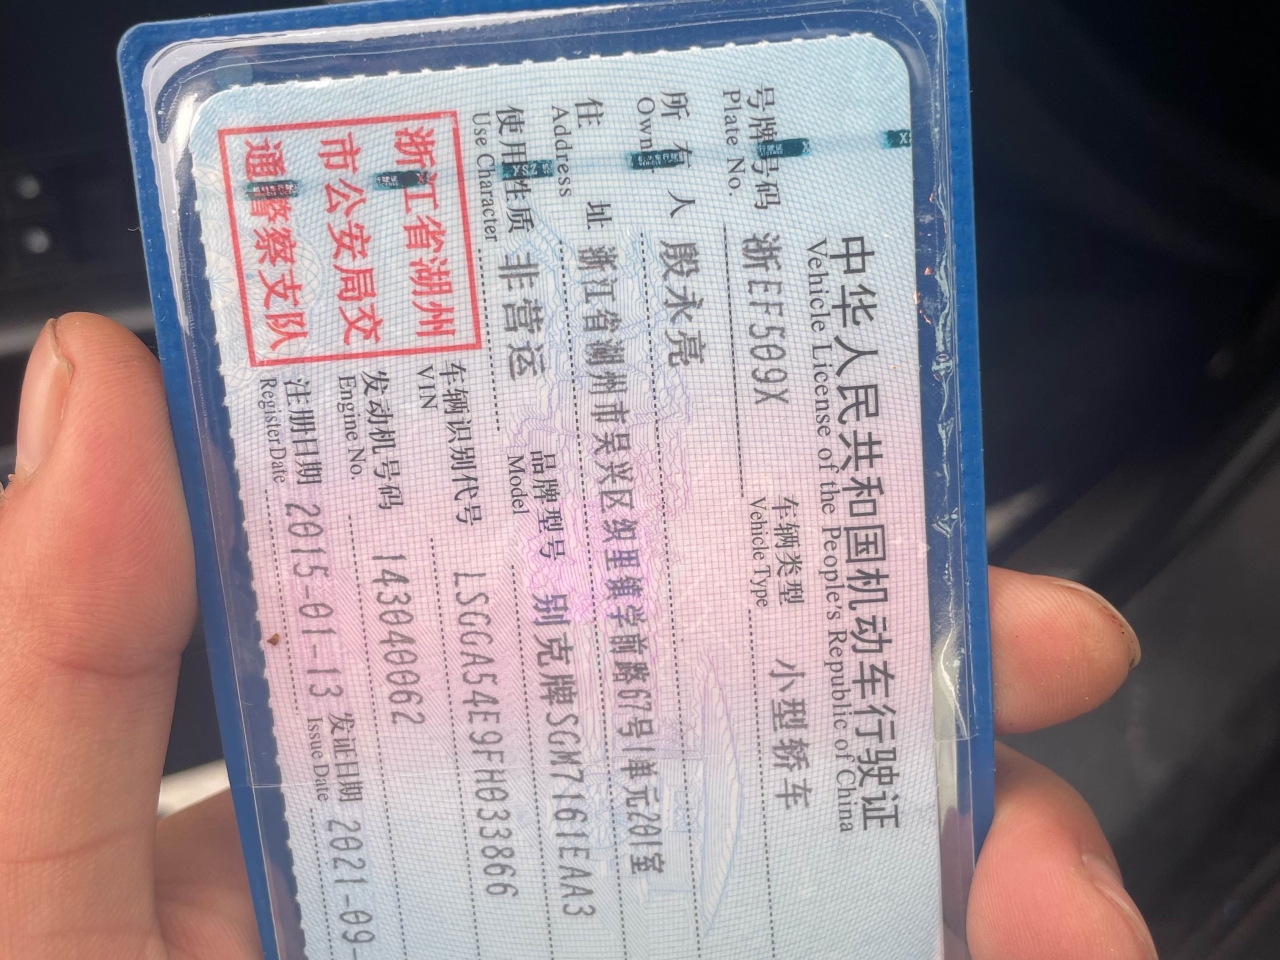 中华人民共和国机动车行驶证
Vehicle License of the People's Republic of China
号牌号码 浙EF509X 车辆类型 小型轿车
Plate No. Vehicle Type
所有人 殷永亮
住址 浙江省湖州市吴兴区织里镇学前路67号1单元201室
Address
使用性质 非营运 品牌型号 别克牌SGM7161EAA3
Use Character Model
浙江省湖州
市公安局交
通警察支队
车辆识别代号 LSGGA54E9FH033866
VIN
发动机号码 143040062
Engine No.
注册日期 2015-01-13 发证日期 2021-09-
Register Date Issue Date